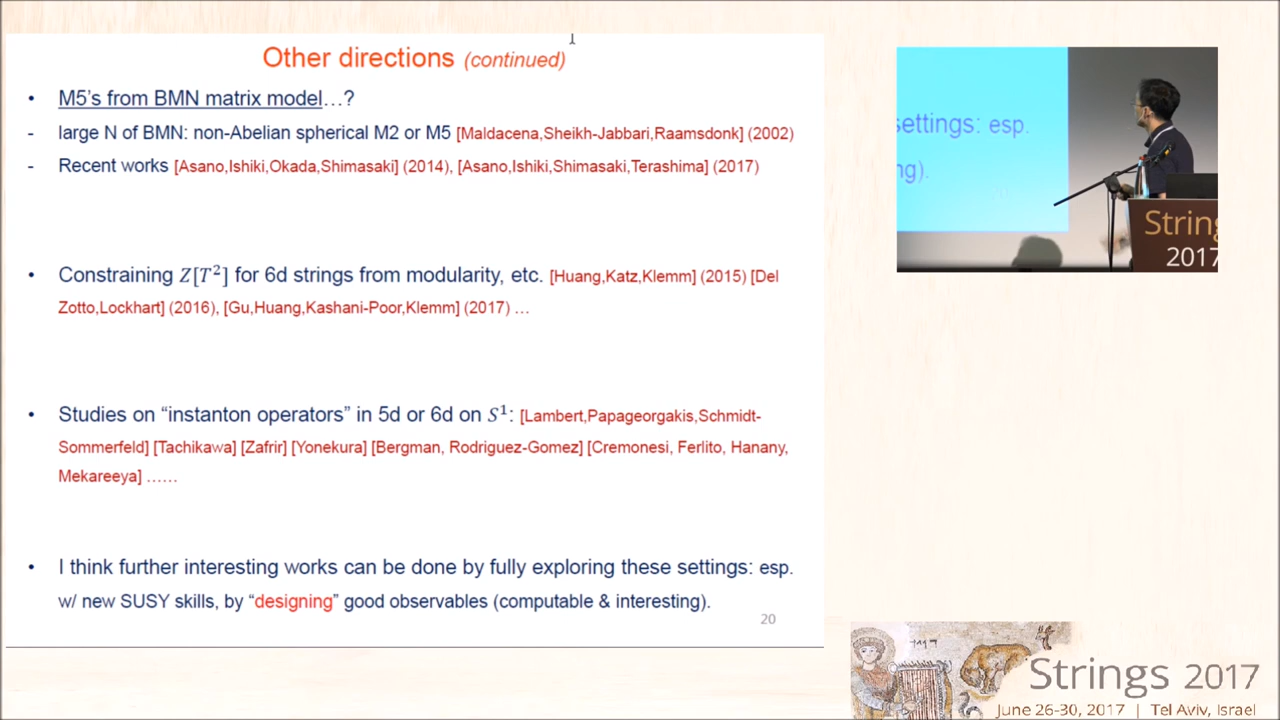 Other directions (continued)
• M5's from BMN matrix model…?
- large N of BMN: non-Abelian spherical M2 or M5 [Maldacena,Sheikh-Jabbari,Raamsdonk] (2002)
- Recent works [Asano,Ishiki,Okada,Shimasaki] (2014), [Asano,Ishiki,Shimasaki,Terashima] (2017)
• Constraining Z[T²] for 6d strings from modularity, etc. [Huang,Katz,Klemm] (2015) [Del
Zotto,Lockhart] (2016), [Gu,Huang,Kashani-Poor,Klemm] (2017) …
• Studies on “instanton operators” in 5d or 6d on S¹: [Lambert,Papageorgakis,Schmidt-
Sommerfeld] [Tachikawa] [Zafrir] [Yonekura] [Bergman, Rodriguez-Gomez] [Cremonesi, Ferlito, Hanany,
Mekareeya] ……
• I think further interesting works can be done by fully exploring these settings: esp.
w/ new SUSY skills, by “designing” good observables (computable & interesting).
20
settings: esp.
ng).
Strings
2017
Strings 2017
June 26-30, 2017 | Tel Aviv, Israel